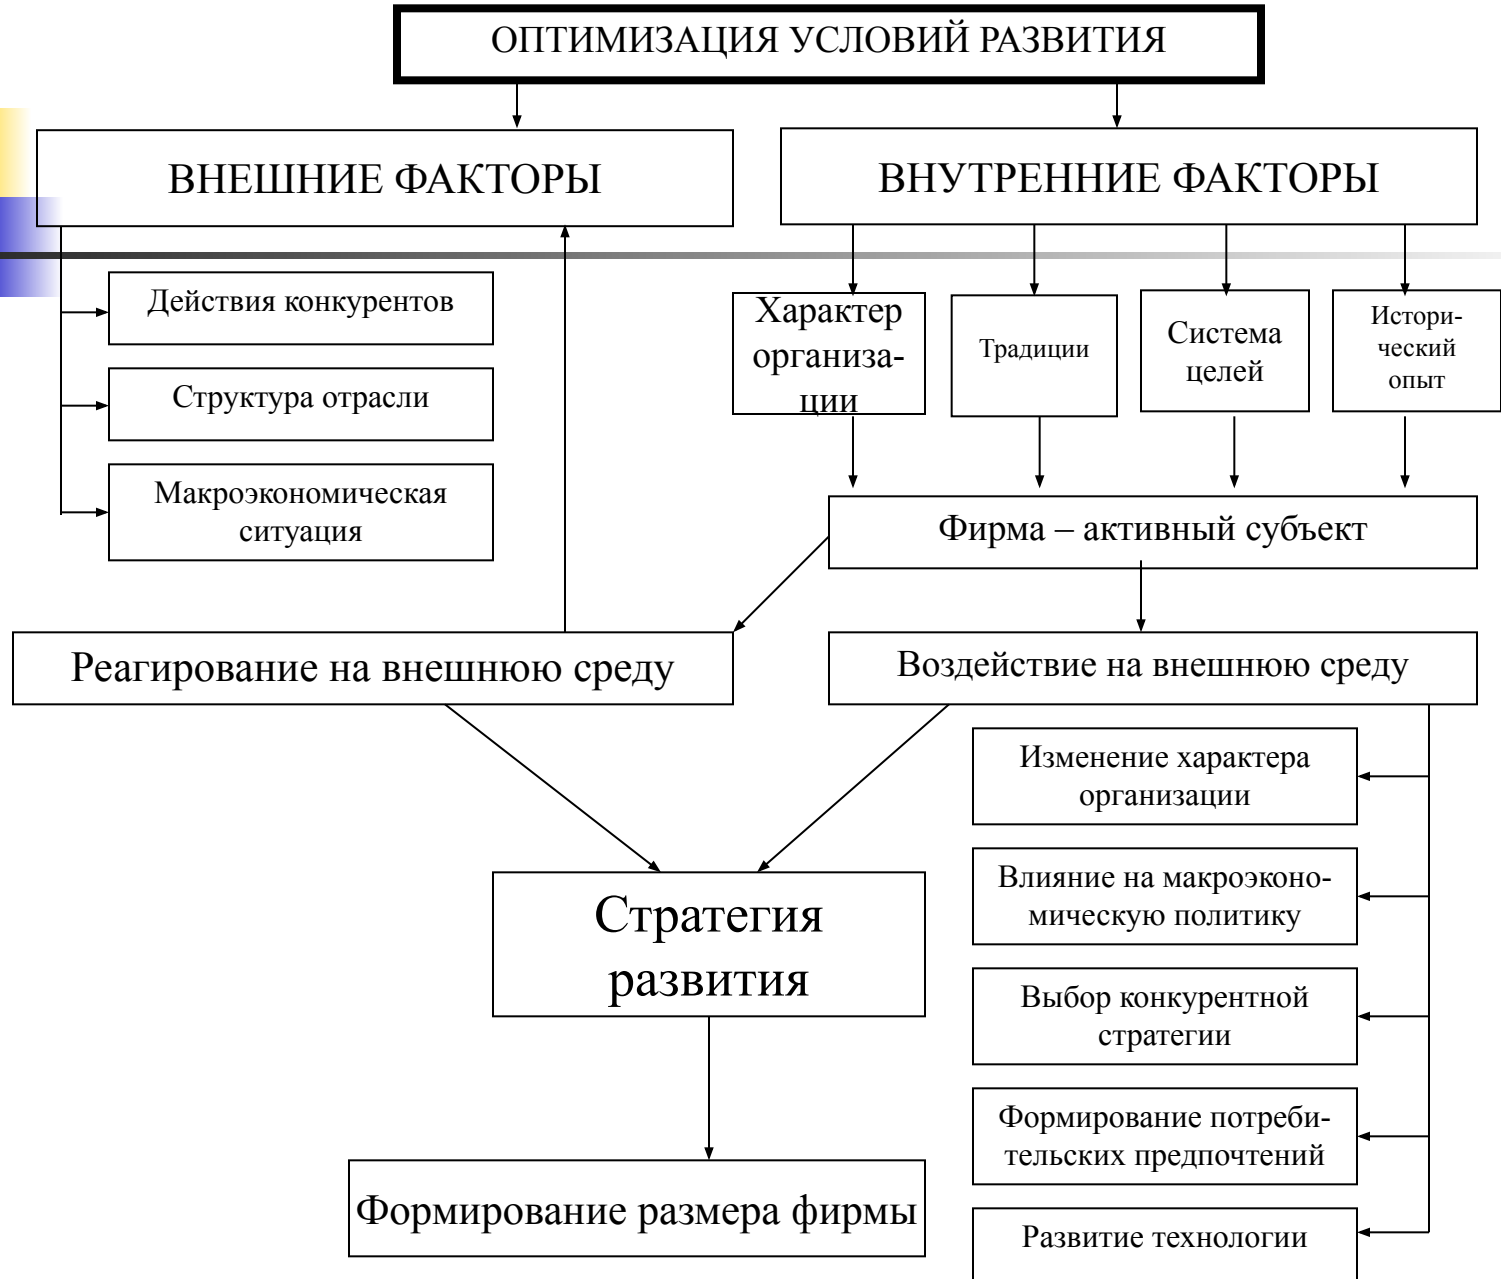 ОПТИМИЗАЦИЯ УСЛОВИЙ РАЗВИТИЯ
ВНЕШНИЕ ФАКТОРЫ
ВНУТРЕННИЕ ФАКТОРЫ
Действия конкурентов
Структура отрасли
Макроэкономическая
ситуация
Характер
организа-
ции
Традиции
Система
целей
Истори-
ческий
опыт
Фирма – активный субъект
Реагирование на внешнюю среду
Воздействие на внешнюю среду
Изменение характера
организации
Влияние на макроэконо-
мическую политику
Выбор конкурентной
стратегии
Формирование потреби-
тельских предпочтений
Развитие технологии
Стратегия
развития
Формирование размера фирмы